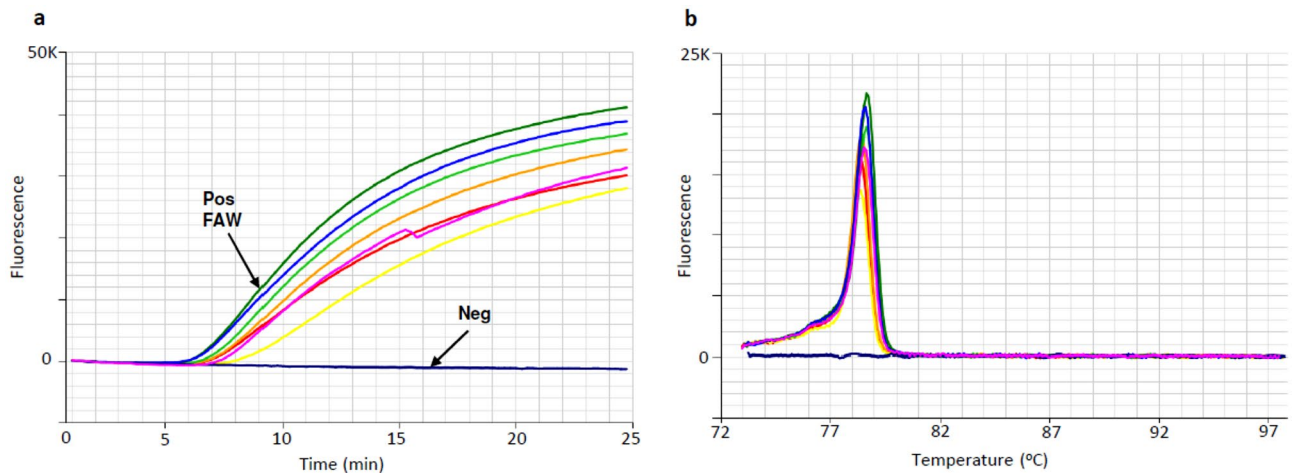 a
50K
Fluorescence
0
Pos
FAW
Neg
0 5 10 15 20 25
Time (min)
b
25K
Fluorescence
0
72 77 82 87 92 97
Temperature (ºC)